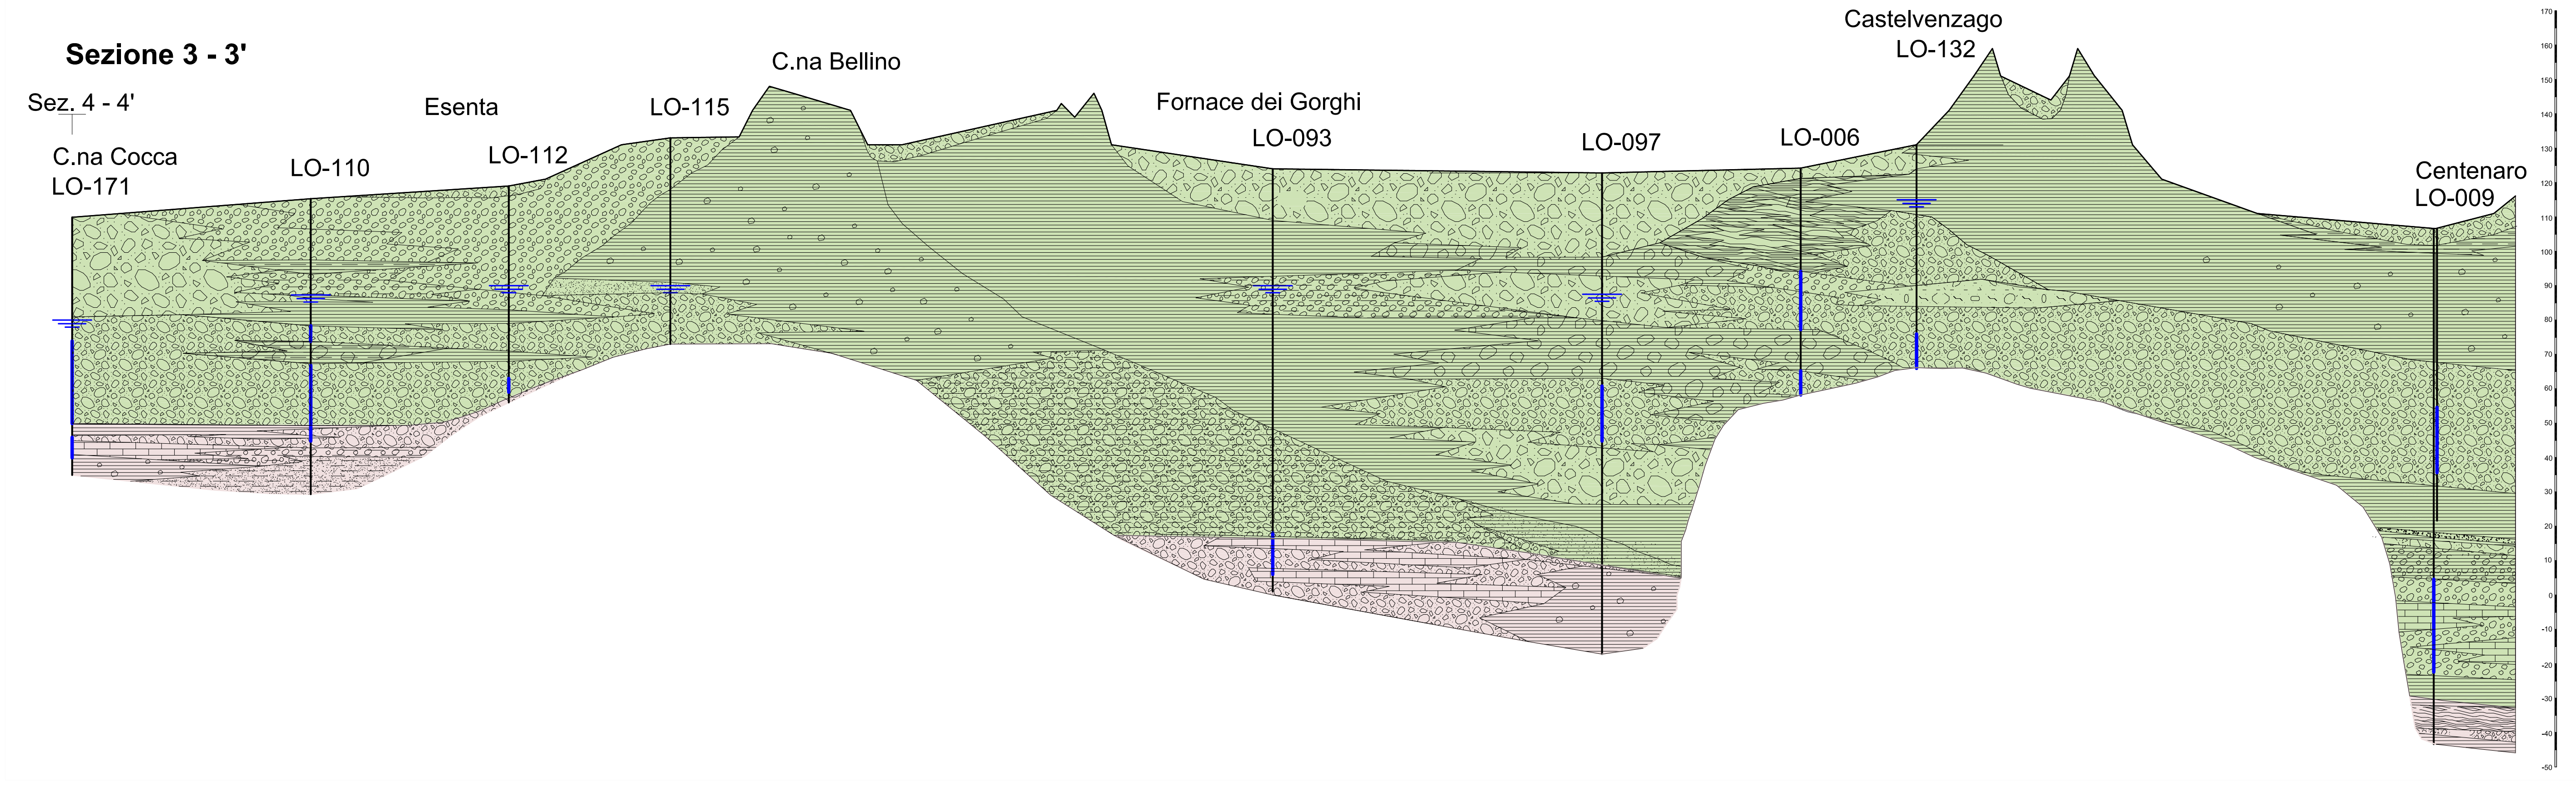 Sezione 3 - 3'
Sez. 4 - 4'
C.na Cocca
LO-171
LO-110
Esenta
LO-112
LO-115
C.na Bellino
Fornace dei Gorghi
LO-093
LO-097
LO-006
Castelvenzago
LO-132
Centenaro
LO-009
170
160
150
140
130
120
110
100
90
80
70
60
50
40
30
20
10
0
-10
-20
-30
-40
-50